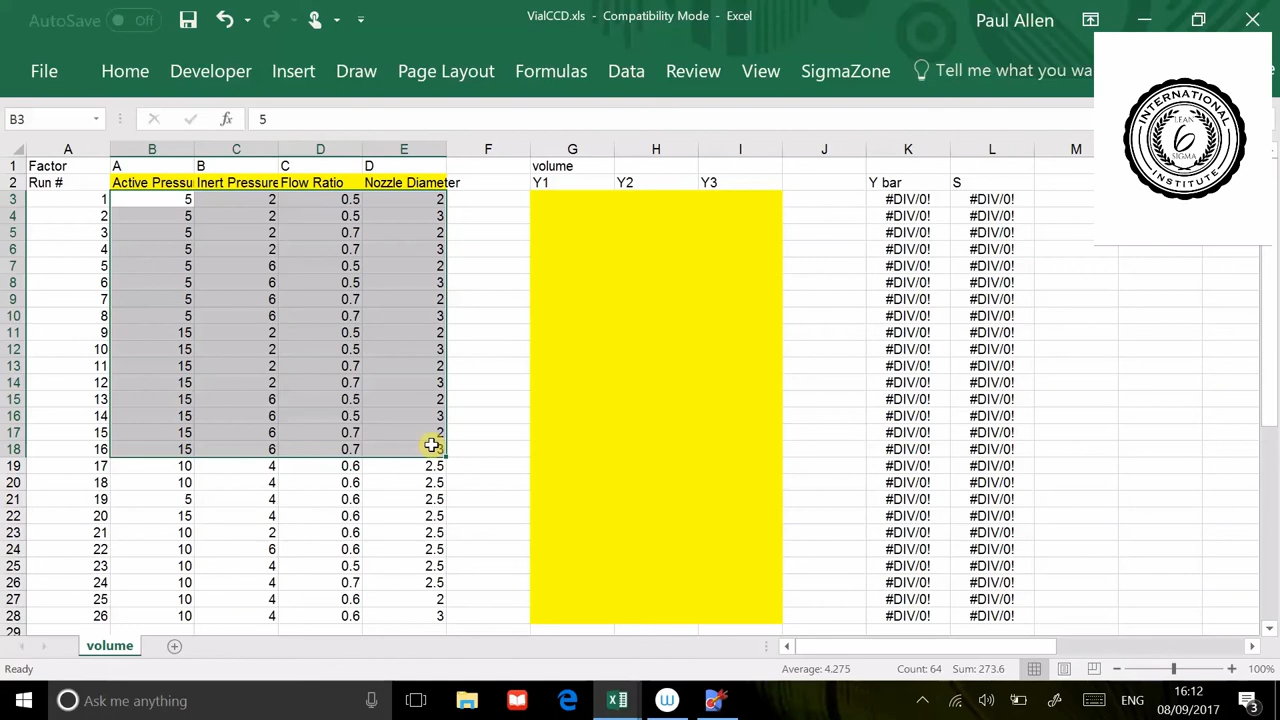 AutoSave Off
VialCCD.xls - Compatibility Mode - Excel
Paul Allen
File Home Developer Insert Draw Page Layout Formulas Data Review View SigmaZone Tell me what you wa
INTERNATIONAL
LEAN
6
SIGMA
INSTITUTE
B3 fx 5
A B C D E F G H I J K L M
1 Factor A B C D volume
2 Run # Active Pressu Inert Pressure Flow Ratio Nozzle Diameter Y1 Y2 Y3 Y bar S
3 1 5 2 0.5 2 #DIV/0! #DIV/0!
4 2 5 2 0.5 3 #DIV/0! #DIV/0!
5 3 5 2 0.7 2 #DIV/0! #DIV/0!
6 4 5 2 0.7 3 #DIV/0! #DIV/0!
7 5 5 6 0.5 2 #DIV/0! #DIV/0!
8 6 5 6 0.5 3 #DIV/0! #DIV/0!
9 7 5 6 0.7 2 #DIV/0! #DIV/0!
10 8 5 6 0.7 3 #DIV/0! #DIV/0!
11 9 15 2 0.5 2 #DIV/0! #DIV/0!
12 10 15 2 0.5 3 #DIV/0! #DIV/0!
13 11 15 2 0.7 2 #DIV/0! #DIV/0!
14 12 15 2 0.7 3 #DIV/0! #DIV/0!
15 13 15 6 0.5 2 #DIV/0! #DIV/0!
16 14 15 6 0.5 3 #DIV/0! #DIV/0!
17 15 15 6 0.7 2 #DIV/0! #DIV/0!
18 16 15 6 0.7 3 #DIV/0! #DIV/0!
19 17 10 4 0.6 2.5 #DIV/0! #DIV/0!
20 18 10 4 0.6 2.5 #DIV/0! #DIV/0!
21 19 5 4 0.6 2.5 #DIV/0! #DIV/0!
22 20 15 4 0.6 2.5 #DIV/0! #DIV/0!
23 21 10 2 0.6 2.5 #DIV/0! #DIV/0!
24 22 10 6 0.6 2.5 #DIV/0! #DIV/0!
25 23 10 4 0.5 2.5 #DIV/0! #DIV/0!
26 24 10 4 0.7 2.5 #DIV/0! #DIV/0!
27 25 10 4 0.6 2 #DIV/0! #DIV/0!
28 26 10 4 0.6 3 #DIV/0! #DIV/0!
29
volume
Ready Average: 4.275 Count: 64 Sum: 273.6 100%
Ask me anything ENG 16:12
08/09/2017 3